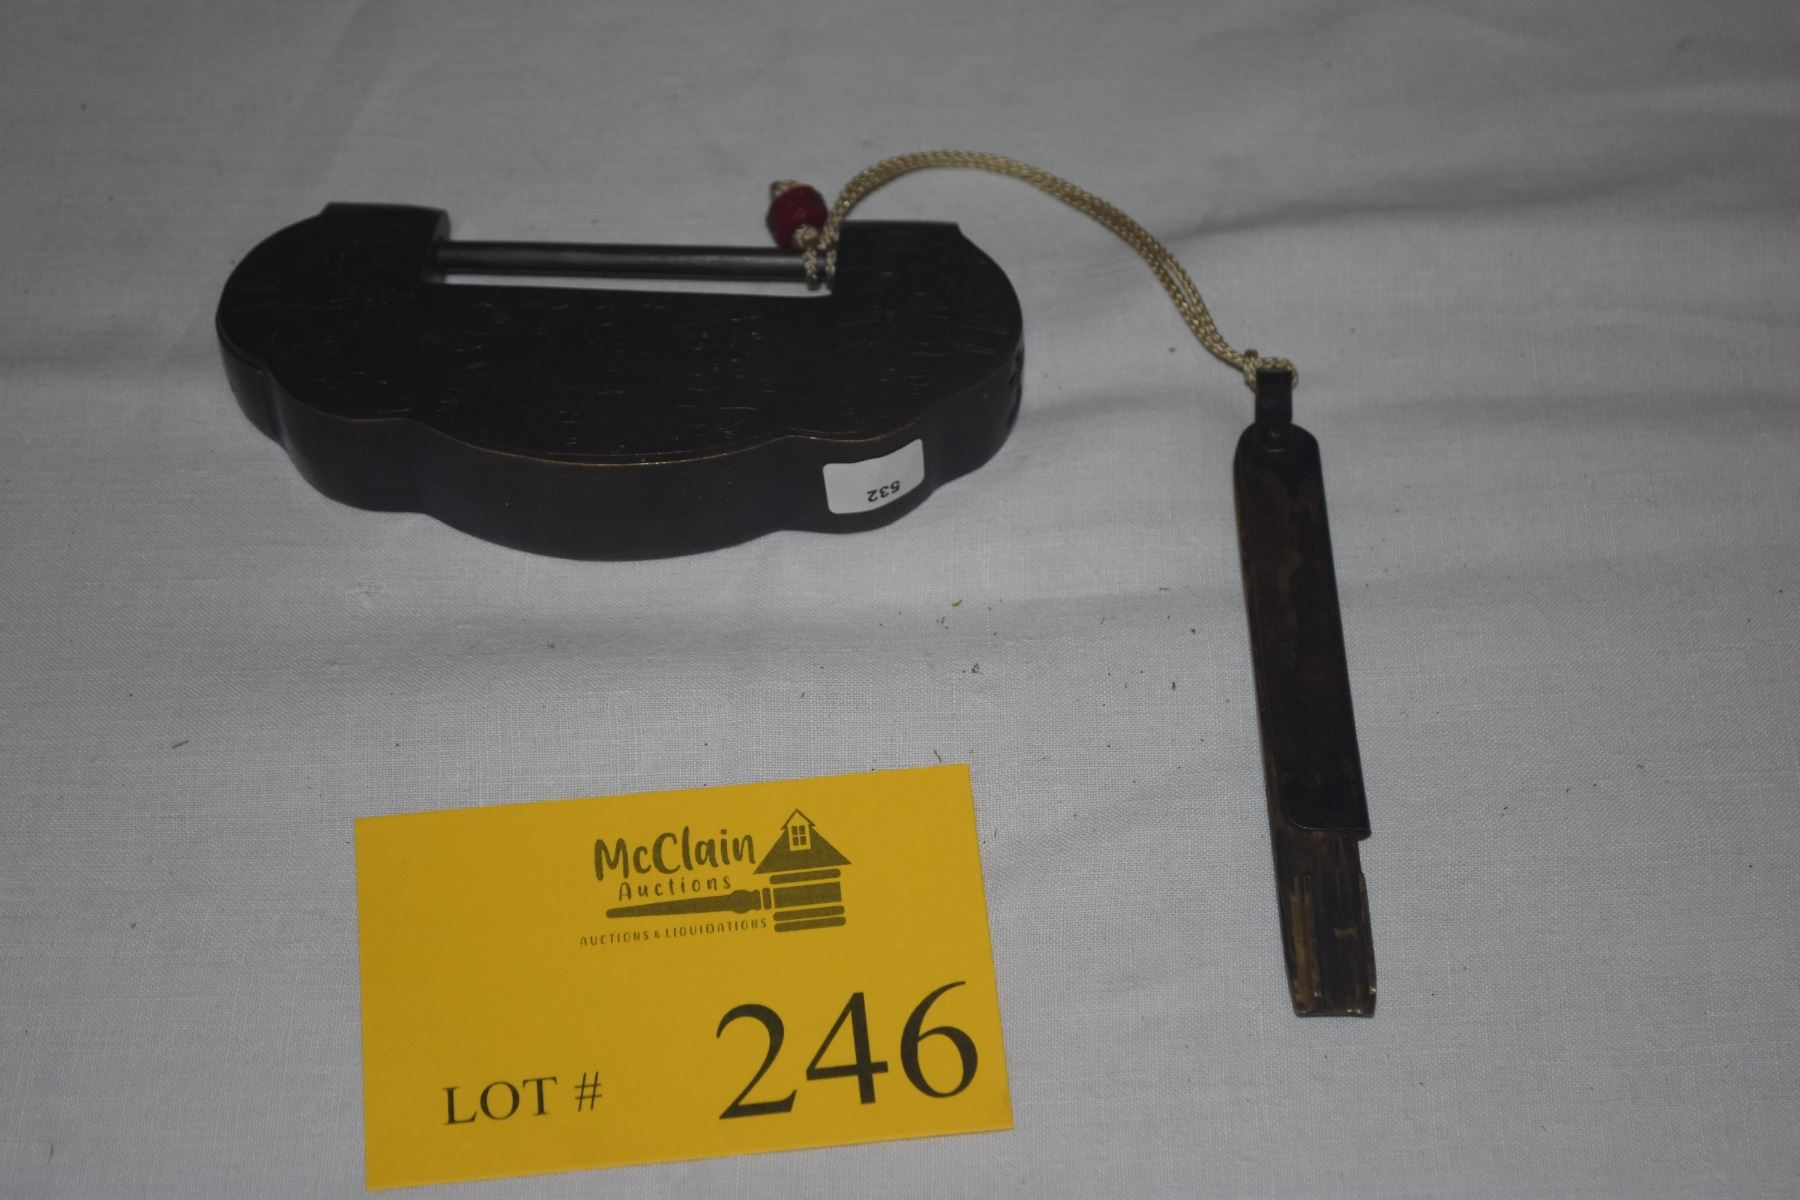 532
McClain
Auctions
AUCTIONS & LIQUIDATIONS
LOT # 246